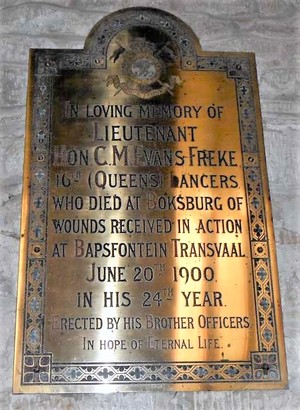 IN LOVING MEMORY OF
LIEUTENANT
HON C.M. EVANS-FREKE
16TH (QUEENS) LANCERS
WHO DIED AT BOKSBURG OF
WOUNDS RECEIVED IN ACTION
AT BAPSFONTEIN TRANSVAAL
JUNE 20TH 1900.
IN HIS 24TH YEAR.
ERECTED BY HIS BROTHER OFFICERS
IN HOPE OF ETERNAL LIFE.